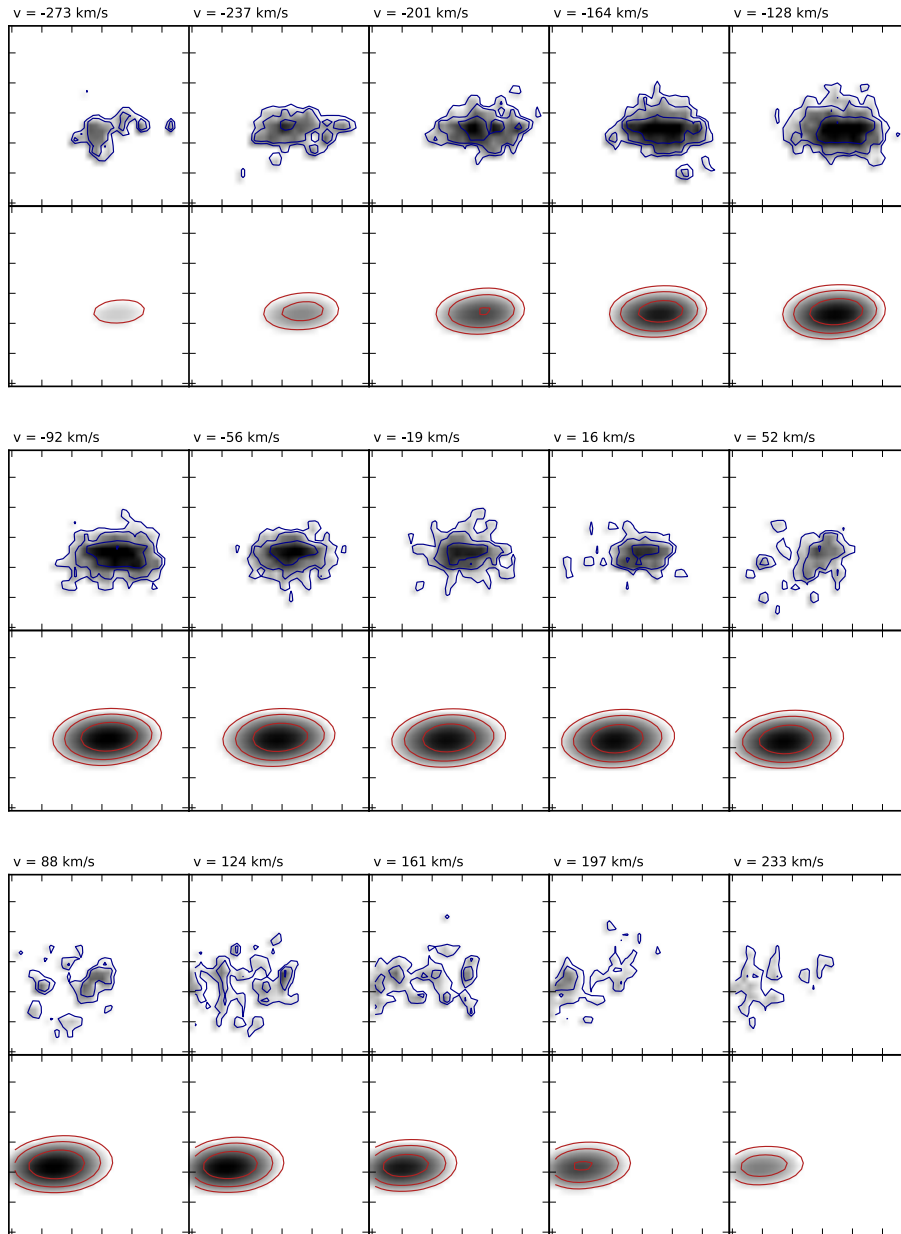 v = -273 km/s v = -237 km/s v = -201 km/s v = -164 km/s v = -128 km/s
v = -92 km/s v = -56 km/s v = -19 km/s v = 16 km/s v = 52 km/s
v = 88 km/s v = 124 km/s v = 161 km/s v = 197 km/s v = 233 km/s